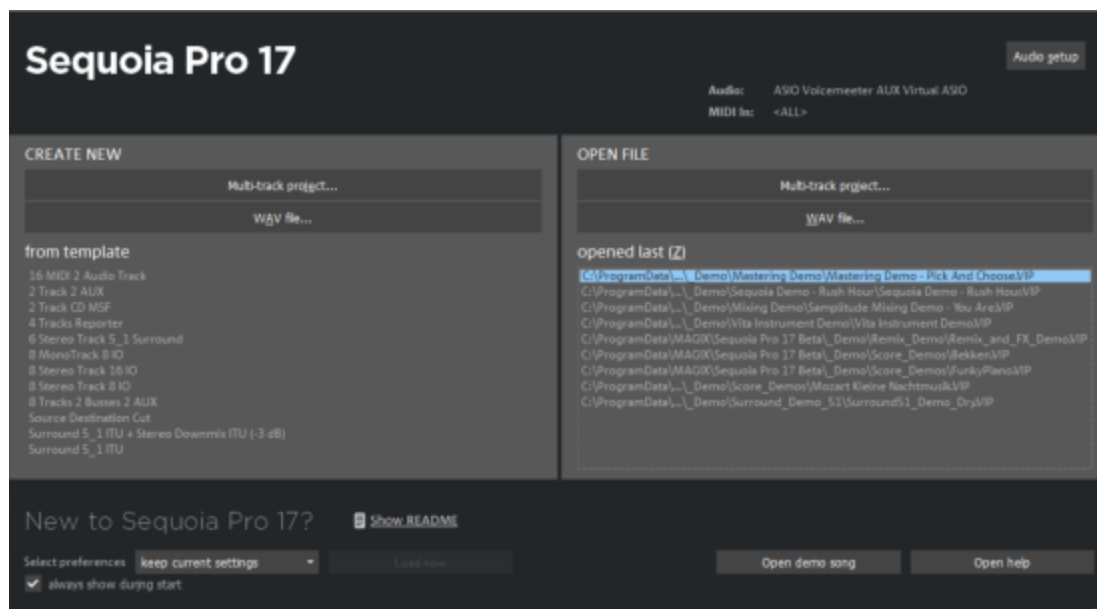 Sequoia Pro 17
Audio setup
Audio: ASIO Voicemeeter AUX Virtual ASIO
MIDI In: <ALL>
CREATE NEW
Multi-track project...
WAV file...
from template
16 MIDI 2 Audio Track
2 Track 2 AUX
2 Track CD MSF
4 Tracks Reporter
6 Stereo Track 5_1 Surround
8 MonoTrack 8 IO
8 Stereo Track 16 IO
8 Stereo Track 8 IO
8 Tracks 2 Busses 2 AUX
Source Destination Cut
Surround 5_1 ITU + Stereo Downmix ITU (-3 dB)
Surround 5_1 ITU
OPEN FILE
Multi-track project...
WAV file...
opened last (Z)
C:\ProgramData\...\_Demo\Mastering Demo\Mastering Demo - Pick And Choose.VIP
C:\ProgramData\...\_Demo\Sequoia Demo - Rush Hour\Sequoia Demo - Rush Hour.VIP
C:\ProgramData\...\_Demo\Mixing Demo\Samplitude Mixing Demo - You Are.VIP
C:\ProgramData\...\_Demo\Vita Instrument Demo\Vita Instrument Demo.VIP
C:\ProgramData\MAGIX\Sequoia Pro 17 Beta\_Demo\Remix_Demo\Remix_and_FX_Demo.VIP
C:\ProgramData\MAGIX\Sequoia Pro 17 Beta\_Demo\Score_Demos\Bekken.VIP
C:\ProgramData\MAGIX\Sequoia Pro 17 Beta\_Demo\Score_Demos\FunkyPiano.VIP
C:\ProgramData\...\_Demo\Score_Demos\Mozart Kleine Nachtmusik.VIP
C:\ProgramData\...\_Demo\Surround_Demo_51\Surround51_Demo_Dry.VIP
New to Sequoia Pro 17?
Show README
Select preferences keep current settings
Load now
Open demo song
Open help
always show during start